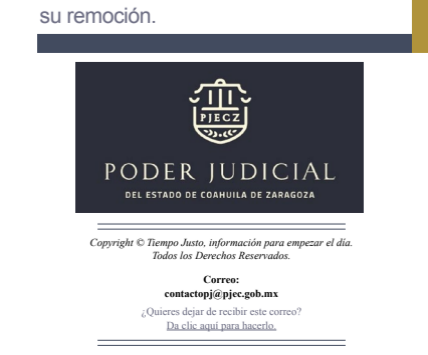 su remoción.
PJECZ
PODER JUDICIAL
DEL ESTADO DE COAHUILA DE ZARAGOZA
Copyright © Tiempo Justo, información para empezar el día.
Todos los Derechos Reservados.
Correo:
contactopj@pjec.gob.mx
¿Quieres dejar de recibir este correo?
Da clic aquí para hacerlo.